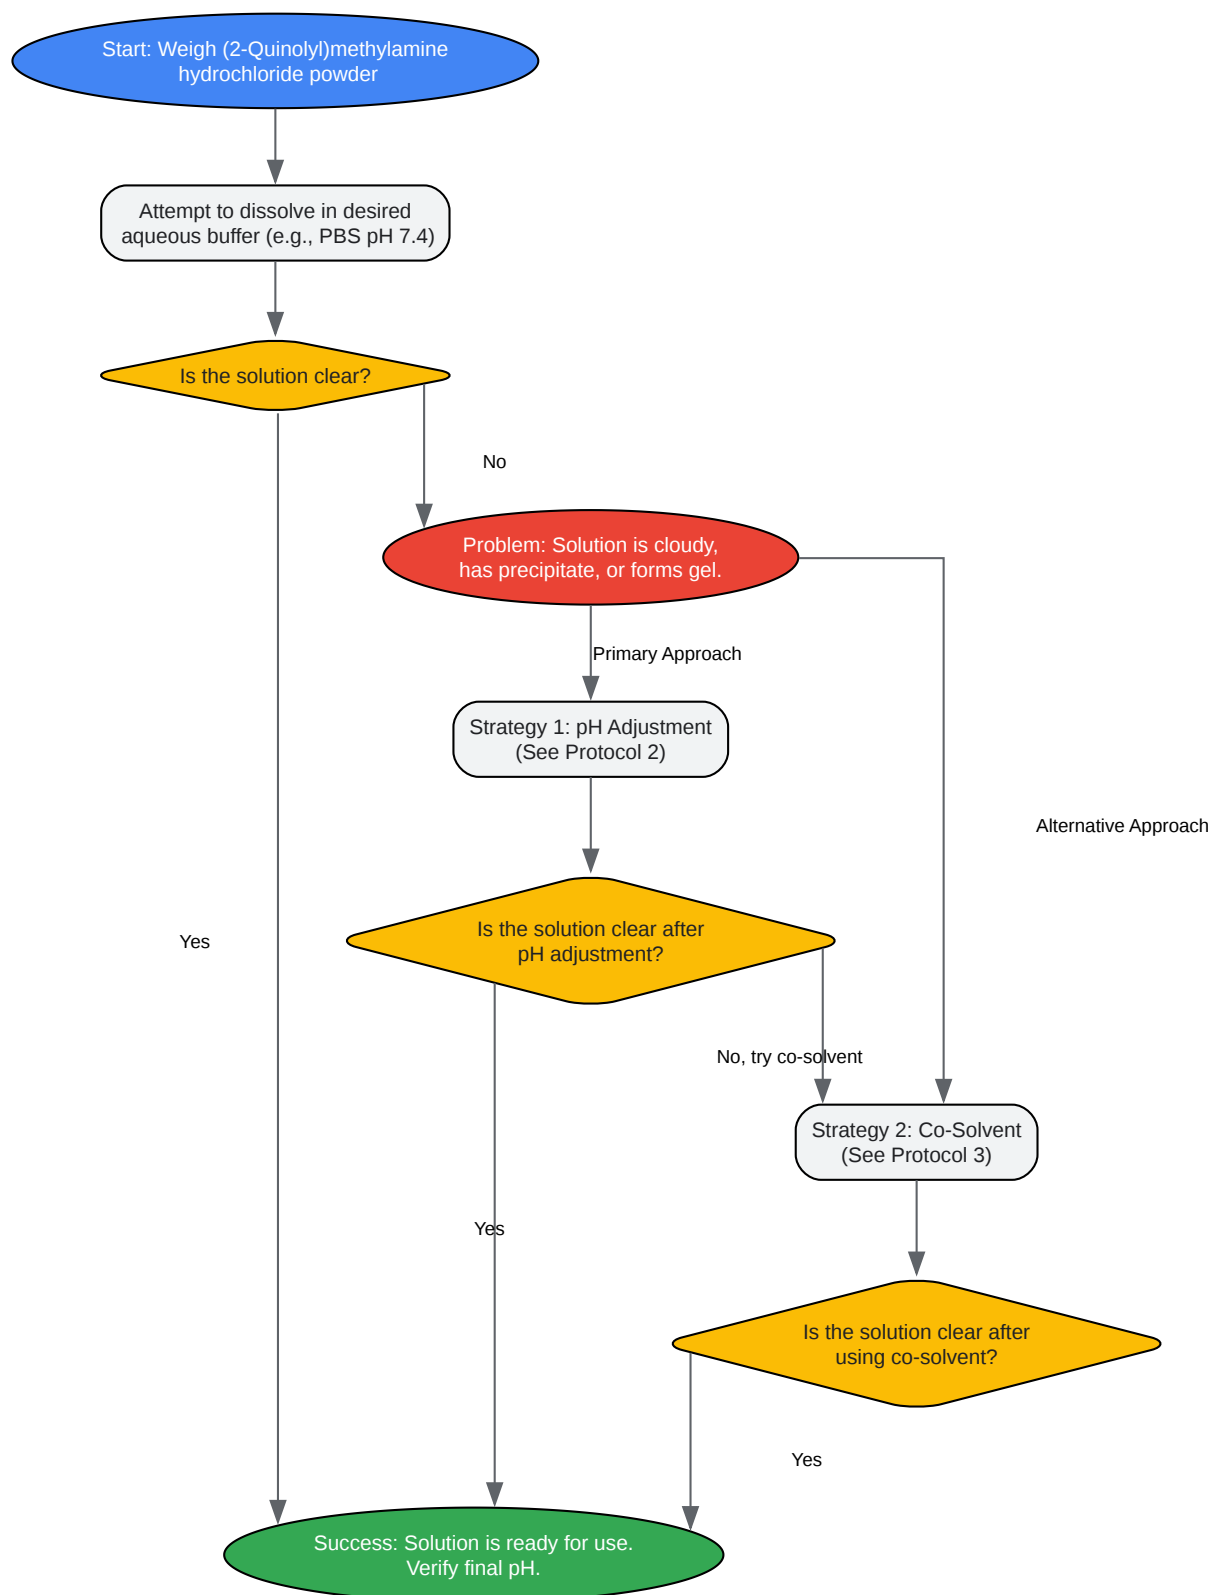 Start: Weigh (2-Quinolyl)methylamine
hydrochloride powder
Attempt to dissolve in desired
aqueous buffer (e.g., PBS pH 7.4)
Is the solution clear?
No
Problem: Solution is cloudy,
has precipitate, or forms gel.
Primary Approach
Strategy 1: pH Adjustment
(See Protocol 2)
Alternative Approach
Is the solution clear after
pH adjustment?
Yes
No, try co-solvent
Strategy 2: Co-Solvent
(See Protocol 3)
Yes
Is the solution clear after
using co-solvent?
Yes
Success: Solution is ready for use.
Verify final pH.